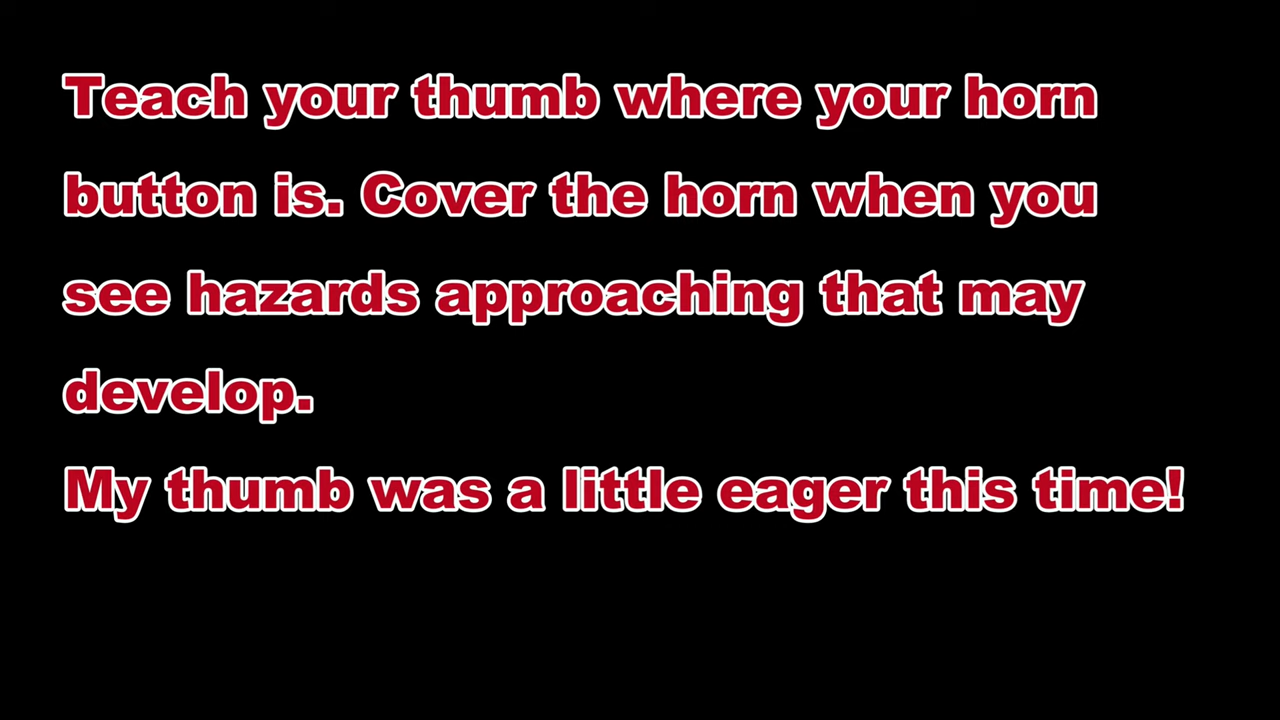 Teach your thumb where your horn
button is. Cover the horn when you
see hazards approaching that may
develop.
My thumb was a little eager this time!